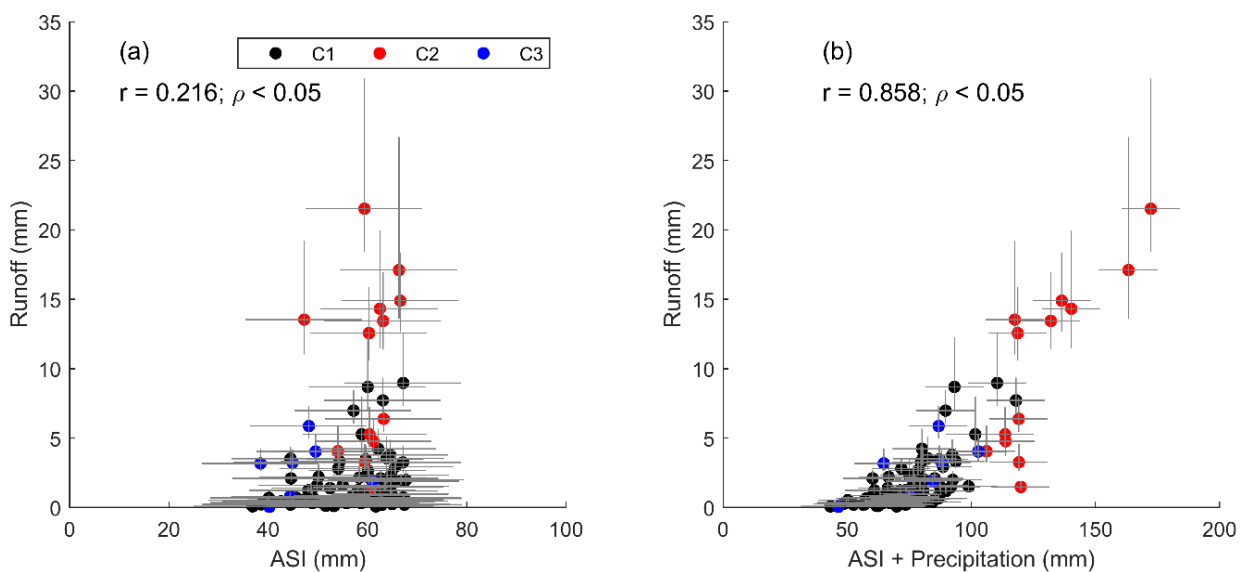 (a)
C1 C2 C3
r = 0.216; ρ < 0.05
35
30
25
20
15
10
5
0
Runoff (mm)
0 20 40 60 80 100
ASI (mm)
(b)
r = 0.858; ρ < 0.05
35
30
25
20
15
10
5
0
Runoff (mm)
0 50 100 150 200
ASI + Precipitation (mm)